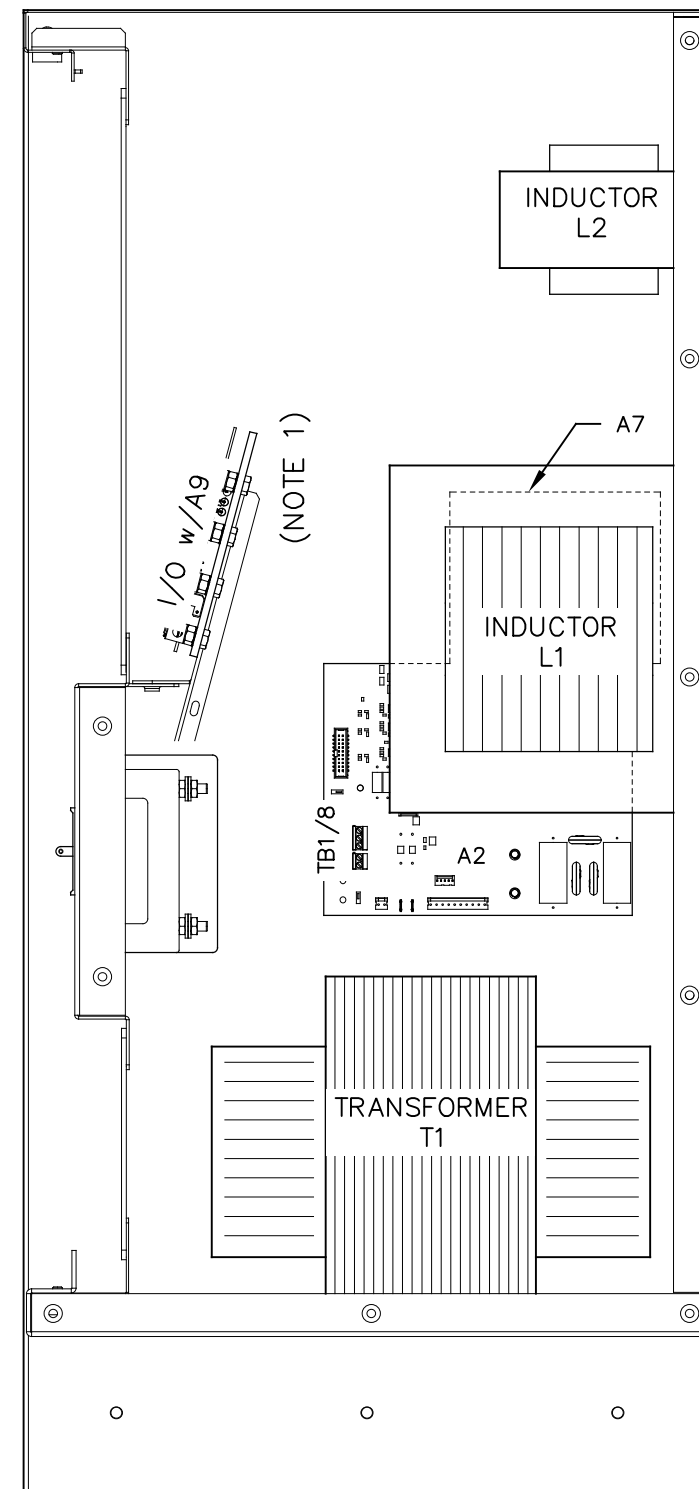 INDUCTOR
L2
A7
(NOTE 1)
I/O w/A9
INDUCTOR
L1
TB1/8
A2
TRANSFORMER
T1